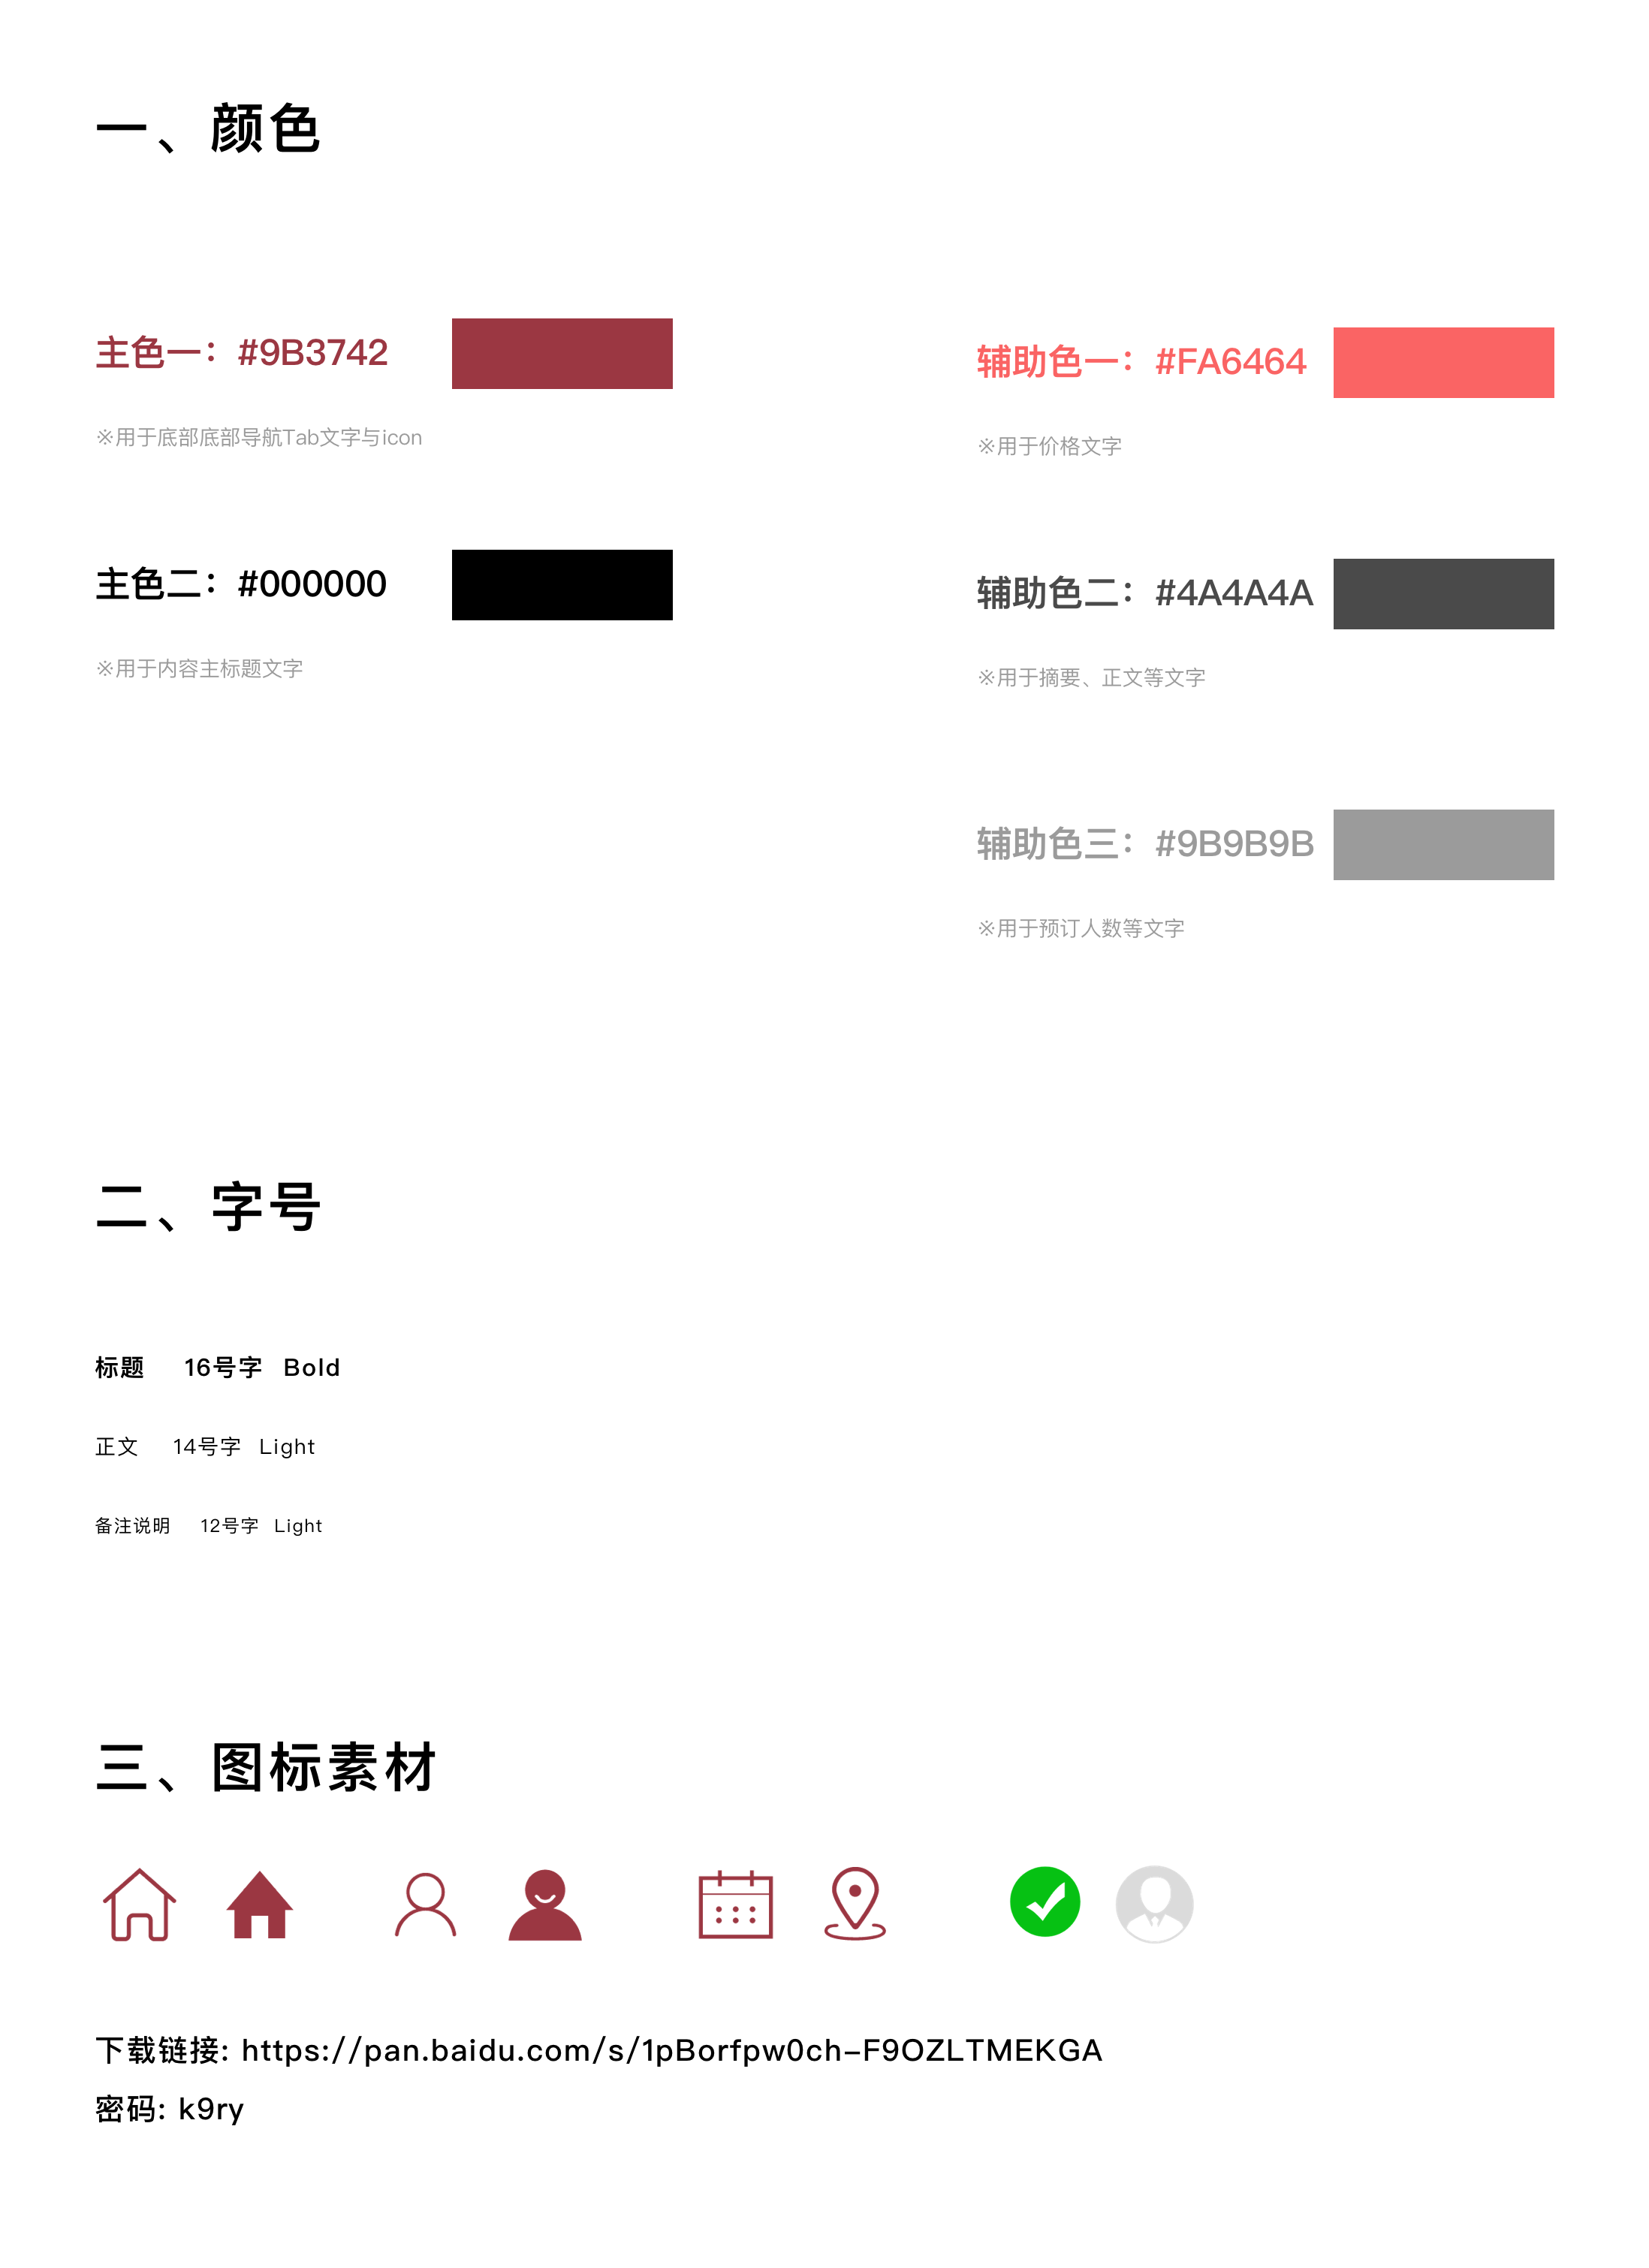 一、颜色
主色一：#9B3742
※用于底部底部导航Tab文字与icon
辅助色一：#FA6464
※用于价格文字
主色二：#000000
※用于内容主标题文字
辅助色二：#4A4A4A
※用于摘要、正文等文字
辅助色三：#9B9B9B
※用于预订人数等文字
二、字号
标题 16号字 Bold
正文 14号字 Light
备注说明 12号字 Light
三、图标素材
下载链接: https://pan.baidu.com/s/1pBorfpw0ch-F9OZLTMEKGA
密码: k9ry